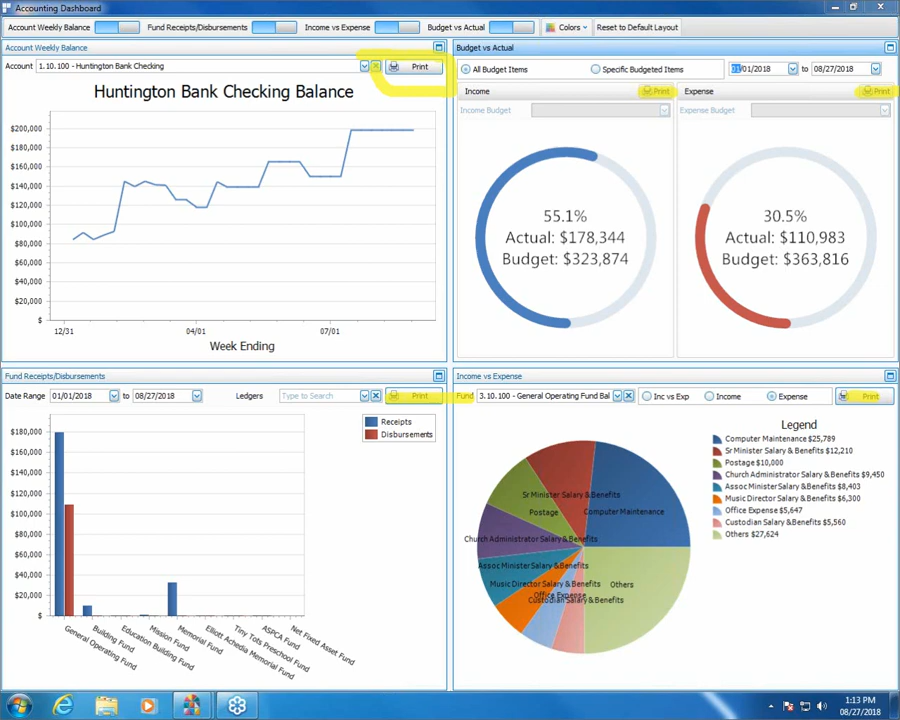 Accounting Dashboard
Account Weekly Balance Fund Receipts/Disbursements Income vs Expense Budget vs Actual Colors Reset to Default Layout
Account Weekly Balance
Account 1.10.100 - Huntington Bank Checking Print
Huntington Bank Checking Balance
$200,000
$180,000
$160,000
$140,000
$120,000
$100,000
$80,000
$60,000
$40,000
$20,000
$
12/31 04/01 07/01
Week Ending
Budget vs Actual
All Budget Items Specific Budgeted Items 01/01/2018 to 08/27/2018
Income Print Expense Print
Income Budget Expense Budget
55.1%
Actual: $178,344
Budget: $323,874
30.5%
Actual: $110,983
Budget: $363,816
Fund Receipts/Disbursements
Date Range 01/01/2018 to 08/27/2018 Ledgers Type to Search Print
Receipts
Disbursements
$180,000
$160,000
$140,000
$120,000
$100,000
$80,000
$60,000
$40,000
$20,000
$
General Operating Fund
Building Fund
Education Building Fund
Mission Fund
Memorial Fund
Elliott Achedia Memorial Fund
Tiny Tots Preschool Fund
ASPCA Fund
Net Fixed Asset Fund
Income vs Expense
Fund 3.10.100 - General Operating Fund Bal Inc vs Exp Income Expense Print
Legend
Computer Maintenance $25,789
Sr Minister Salary & Benefits $12,210
Postage $10,000
Church Administrator Salary & Benefits $9,450
Assoc Minister Salary & Benefits $8,403
Music Director Salary & Benefits $6,300
Office Expense $5,647
Custodian Salary & Benefits $5,560
Others $27,624
Sr Minister Salary & Benefits
Postage
Computer Maintenance
Church Administrator Salary & Benefits
Assoc Minister Salary & Benefits
Music Director Salary & Benefits
Others
Office Expense
Custodian Salary & Benefits
1:13 PM
08/27/2018